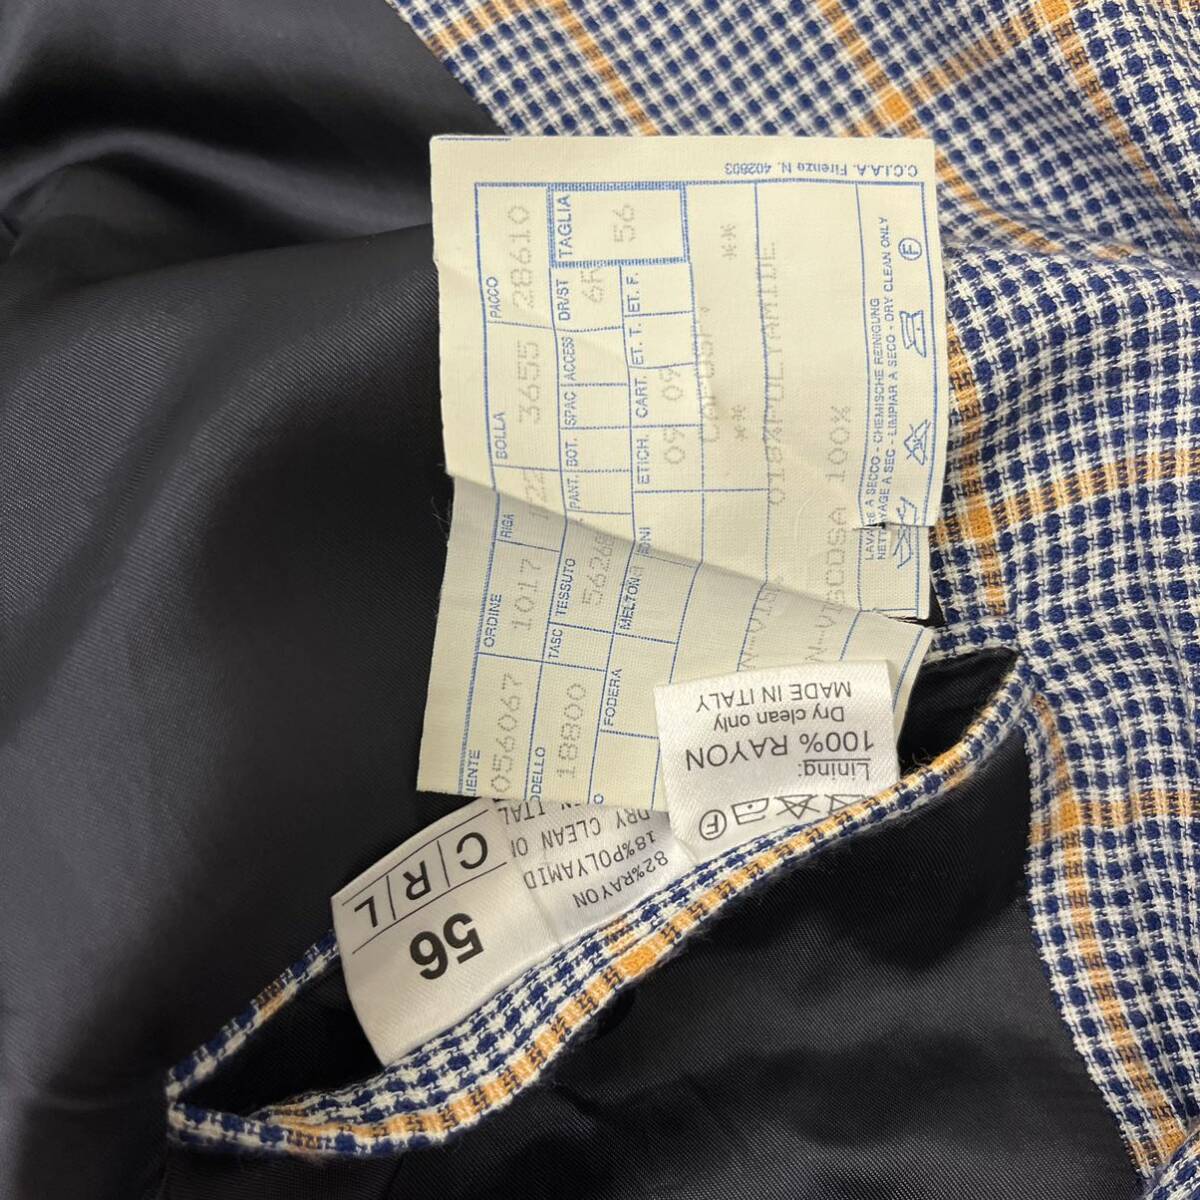 C.C.I.A.A. Firenze N. 402803
PACCO
28610
BOLLA
3655
RIGA
ORDINE
1017
056067
TAGLIA
56
DR/ST
6R
ACCESS
SPAC
BOT.
PANT.
TESSUTO
TASC
18800
ET. F.
ET. T.
CART.
09
ETICH.
09
MELTON
FODERA
**
**
018%POLYAMIDE
VISCOSA 100%
LAVARE A SECCO - CHEMISCHE REINIGUNG
NETTOYAGE A SEC - LIMPIAR A SECO - DRY CLEAN ONLY
F
F
Lining:
100% RAYON
Dry clean only
MADE IN ITALY
82%RAYON
18%POLYAMID
DRY CLEAN
56
C/R/L